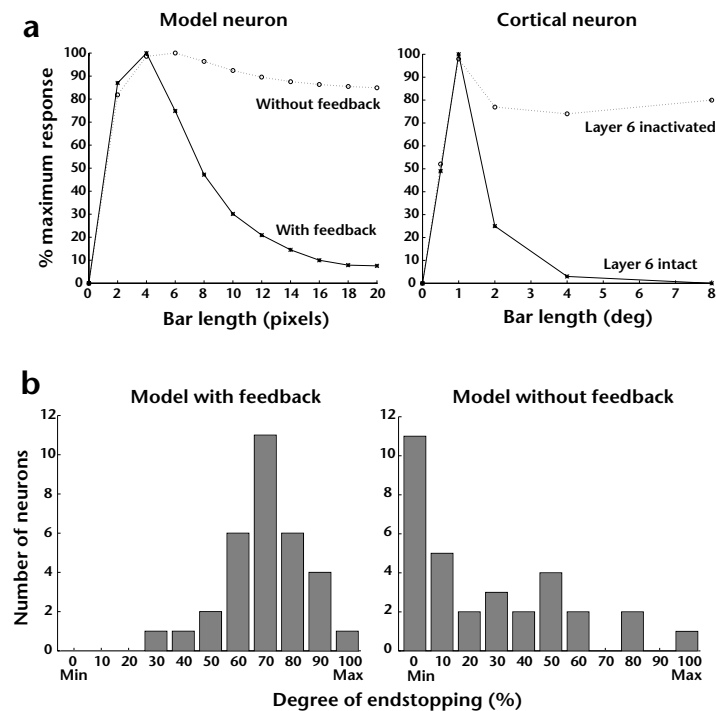 a
Model neuron
Cortical neuron
% maximum response
100
90
80
70
60
50
40
30
20
10
0
Without feedback
With feedback
0 2 4 6 8 10 12 14 16 18 20
Bar length (pixels)
100
90
80
70
60
50
40
30
20
10
0
Layer 6 inactivated
Layer 6 intact
0 1 2 3 4 5 6 7 8
Bar length (deg)
b
Model with feedback
Model without feedback
Number of neurons
12
10
8
6
4
2
0 10 20 30 40 50 60 70 80 90 100
Min Max
12
10
8
6
4
2
0
0 10 20 30 40 50 60 70 80 90 100
Min Max
Degree of endstopping (%)